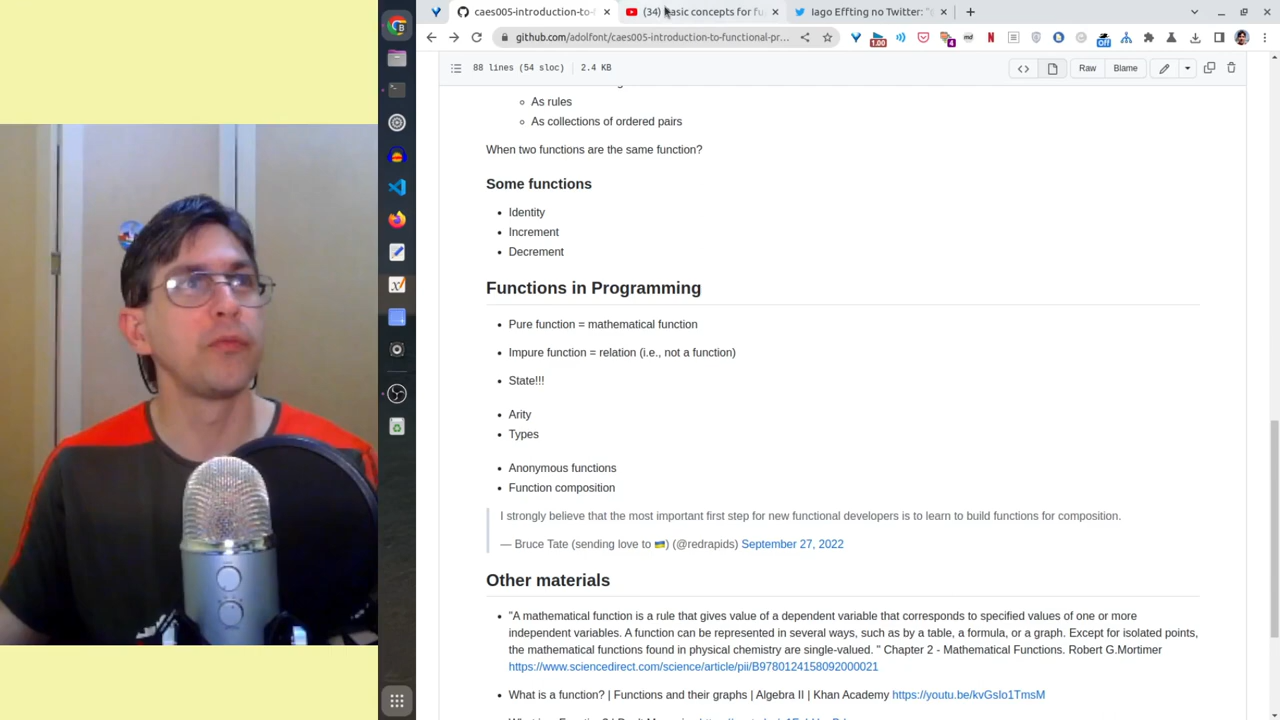 caes005-introduction-to-f
(34) Basic concepts for fu
Iago Effting no Twitter: "G
github.com/adolfont/caes005-introduction-to-functional-pr...
1.00
4
off
88 lines (54 sloc) 2.4 KB
Raw
Blame
As rules
As collections of ordered pairs
When two functions are the same function?
Some functions
Identity
Increment
Decrement
Functions in Programming
Pure function = mathematical function
Impure function = relation (i.e., not a function)
State!!!
Arity
Types
Anonymous functions
Function composition
I strongly believe that the most important first step for new functional developers is to learn to build functions for composition.
— Bruce Tate (sending love to 🇺🇦) (@redrapids) September 27, 2022
Other materials
"A mathematical function is a rule that gives value of a dependent variable that corresponds to specified values of one or more
independent variables. A function can be represented in several ways, such as by a table, a formula, or a graph. Except for isolated points,
the mathematical functions found in physical chemistry are single-valued. " Chapter 2 - Mathematical Functions. Robert G.Mortimer
https://www.sciencedirect.com/science/article/pii/B9780124158092000021
What is a function? | Functions and their graphs | Algebra II | Khan Academy https://youtu.be/kvGsIo1TmsM